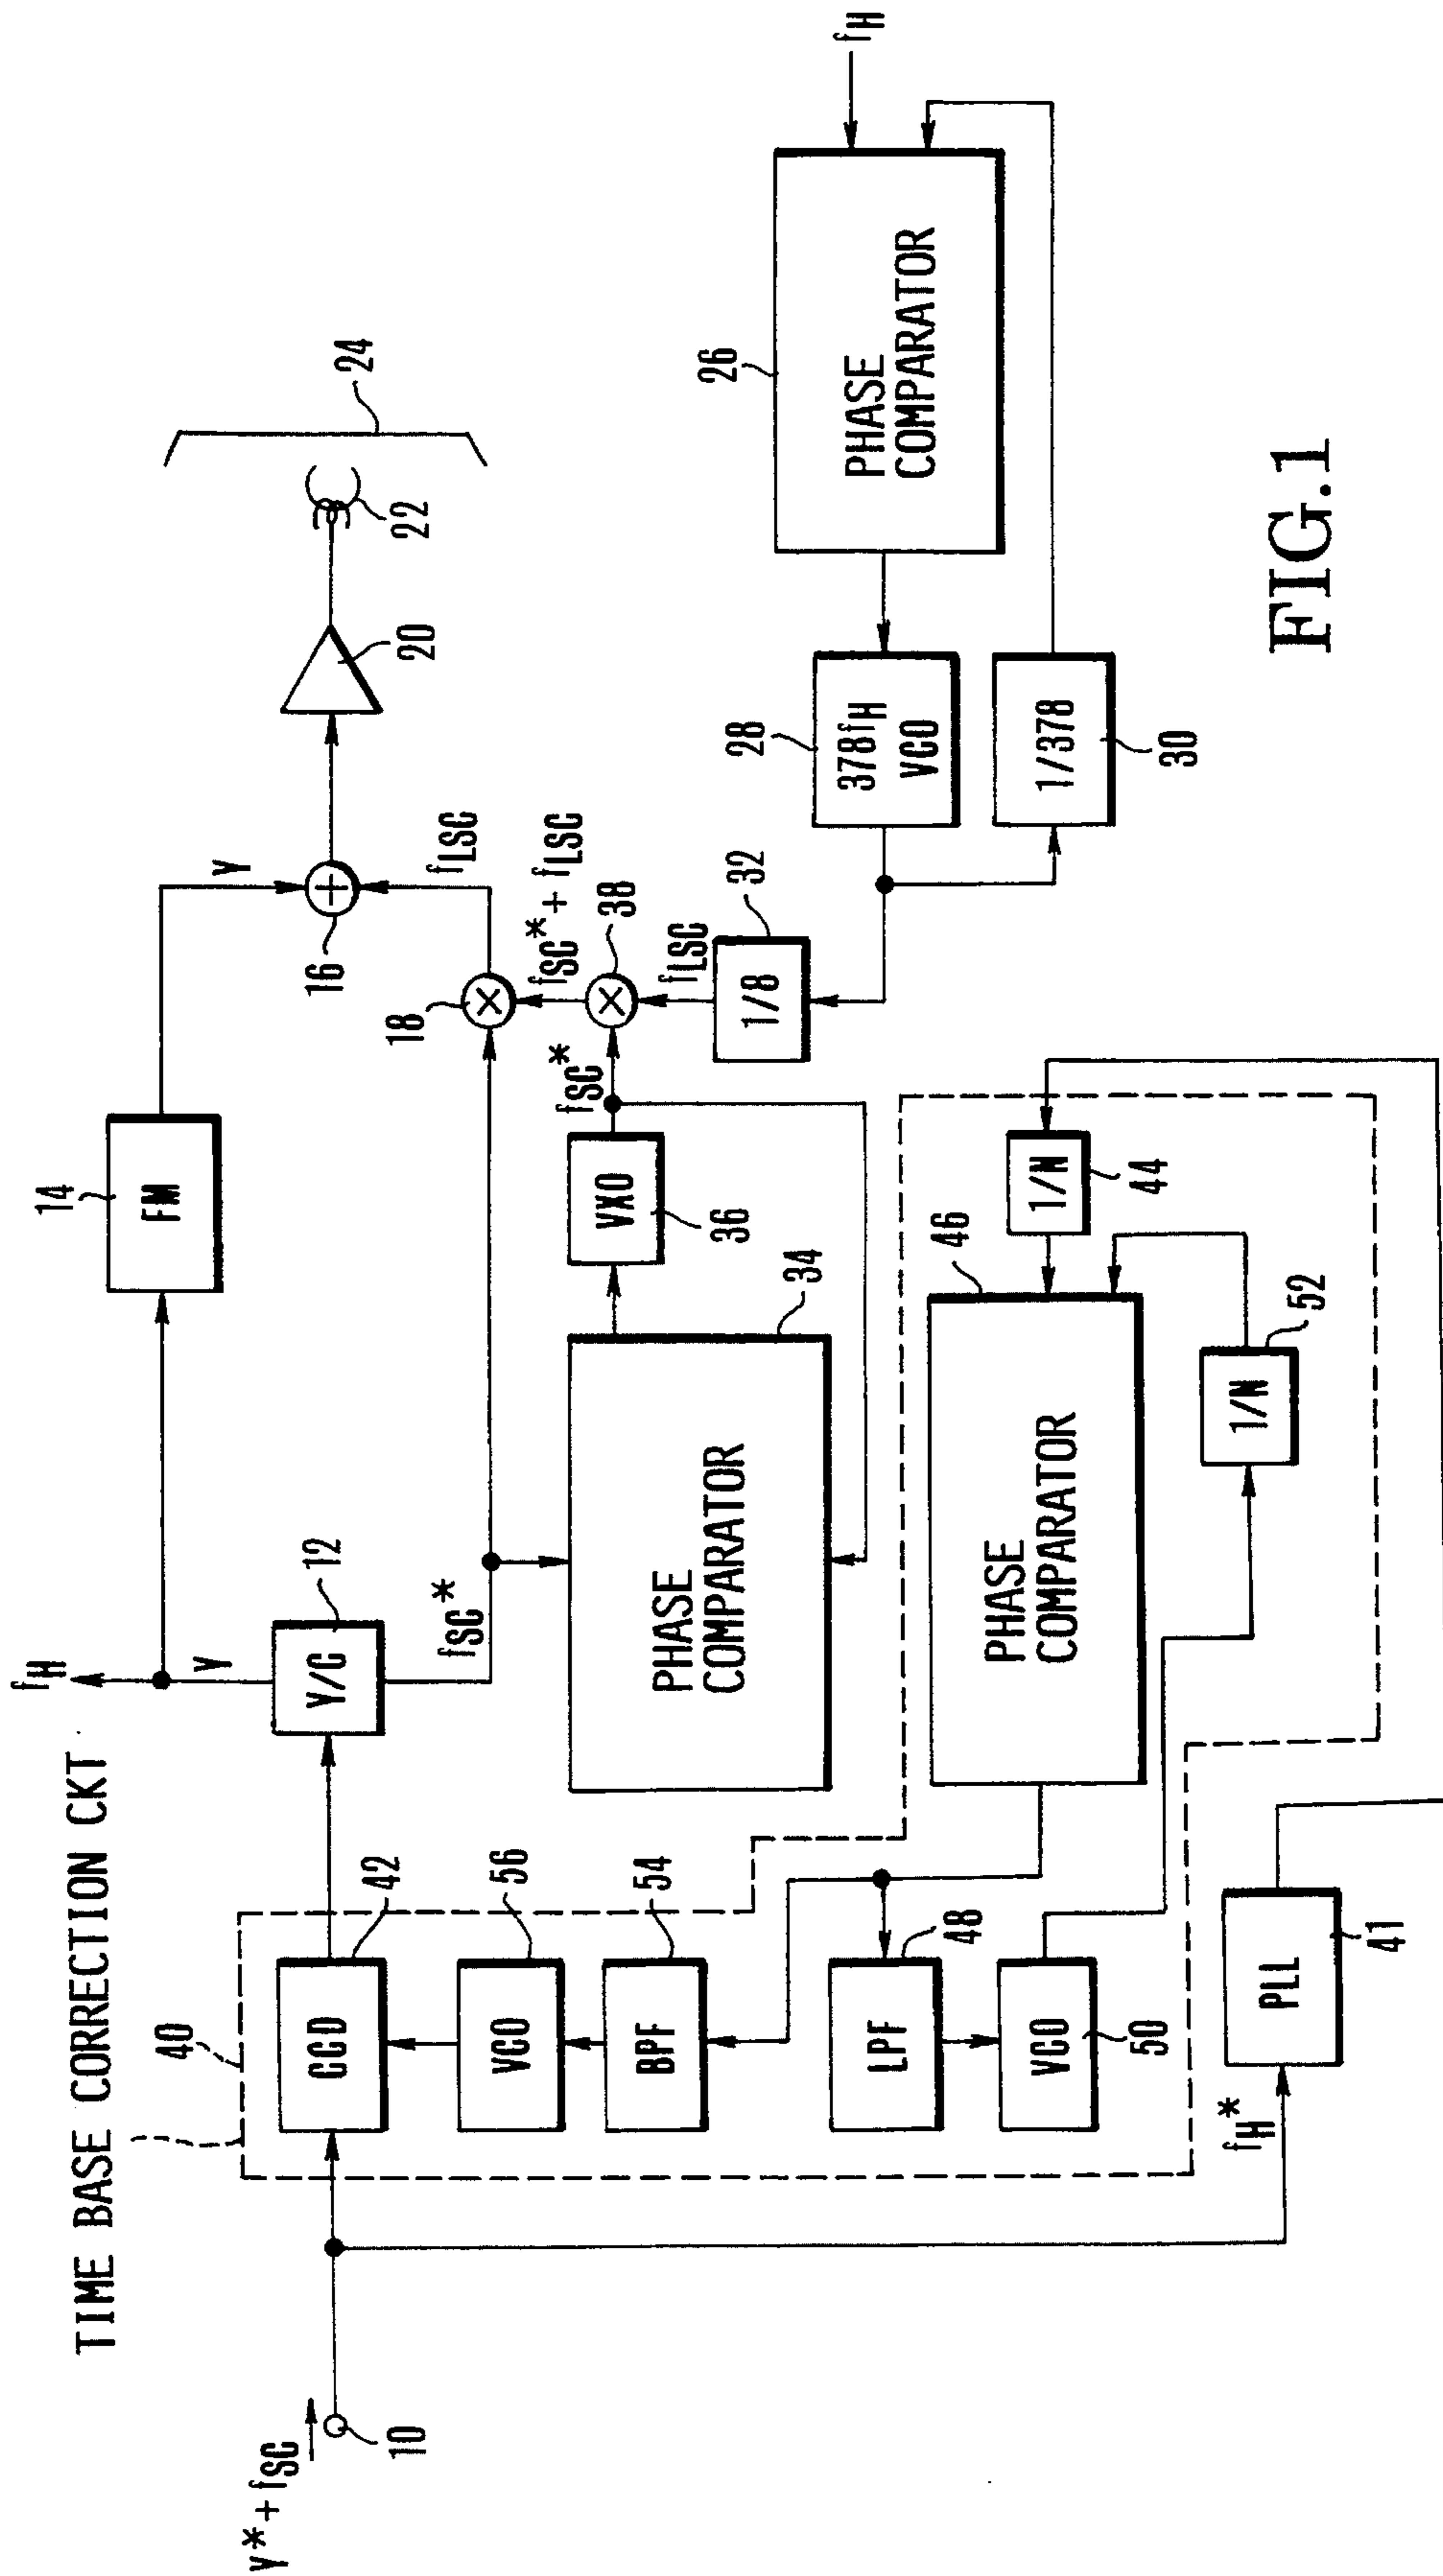 TIME BASE CORRECTION CKT
40
Y*+fSC
10
CCD
42
VCO
56
BPF
54
LPF
48
VCO
50
fH*
PLL
41
fH
Y
Y/C
12
fSC*
PHASE
COMPARATOR
34
VXO
36
fSC*
PHASE
COMPARATOR
46
1/N
44
1/N
52
FM
14
Y
16
fLSC
18
fSC*+fLSC
38
fLSC
1/8
32
20
22
24
378fH
VCO
28
1/378
30
PHASE
COMPARATOR
26
fH
FIG.1